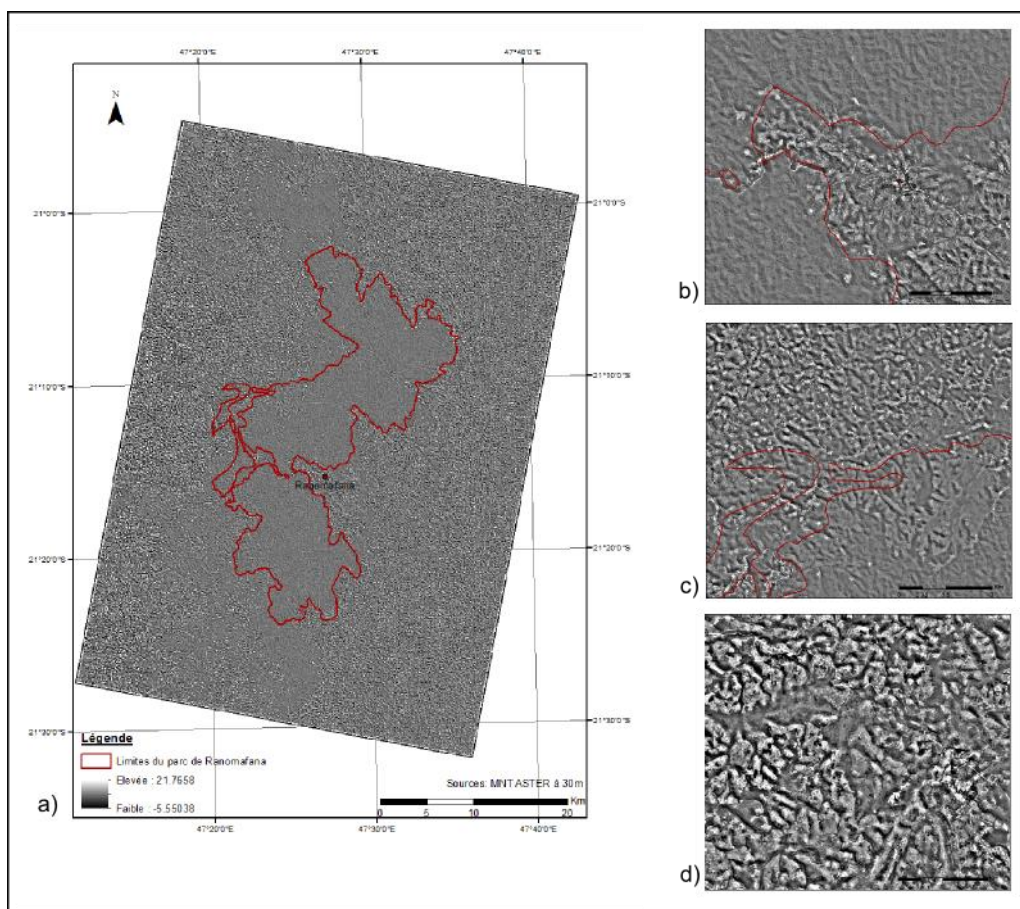 47°20'0"E 47°30'0"E 47°40'0"E
N
21°0'0"S 21°0'0"S
21°10'0"S 21°10'0"S
Ranomafana
21°20'0"S 21°20'0"S
21°30'0"S 21°30'0"S
Légende
Limites du parc de Ranomafana
Elevée : 21.7658
Faible : -5.55038
Sources: MNT ASTER à 30m
Km
0 5 10 20
47°20'0"E 47°30'0"E 47°40'0"E
a)
b)
c)
d)